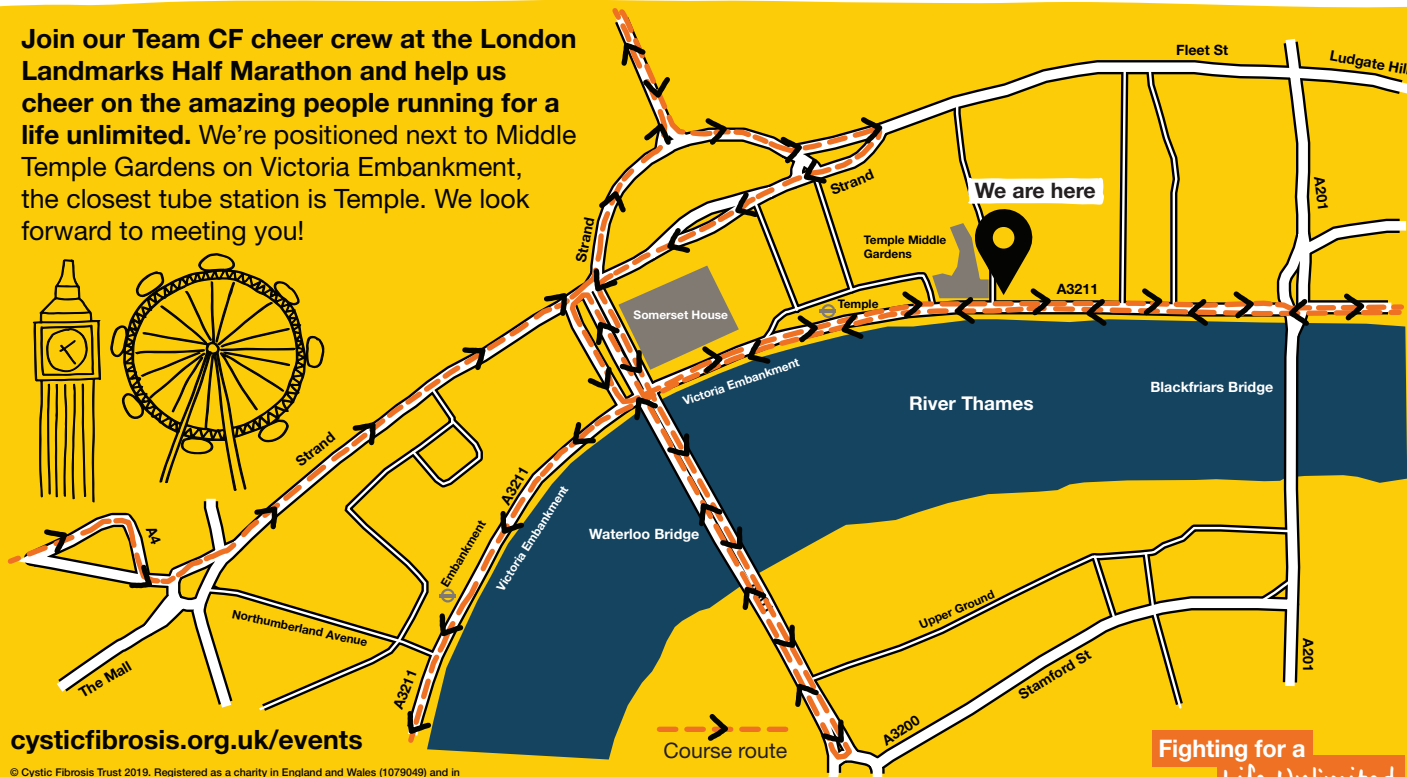 Join our Team CF cheer crew at the London
Landmarks Half Marathon and help us
cheer on the amazing people running for a
life unlimited. We’re positioned next to Middle
Temple Gardens on Victoria Embankment,
the closest tube station is Temple. We look
forward to meeting you!
Fleet St
Ludgate Hill
A201
We are here
Strand
Strand
Temple Middle
Gardens
A3211
Temple
Somerset House
Victoria Embankment
River Thames
Blackfriars Bridge
Strand
A3211
Victoria Embankment
Embankment
Waterloo Bridge
A4
Northumberland Avenue
The Mall
A3211
Upper Ground
Stamford St
A201
A3200
Course route
cysticfibrosis.org.uk/events
© Cystic Fibrosis Trust 2019. Registered as a charity in England and Wales (1079049) and in
Fighting for a
Life Unlimited